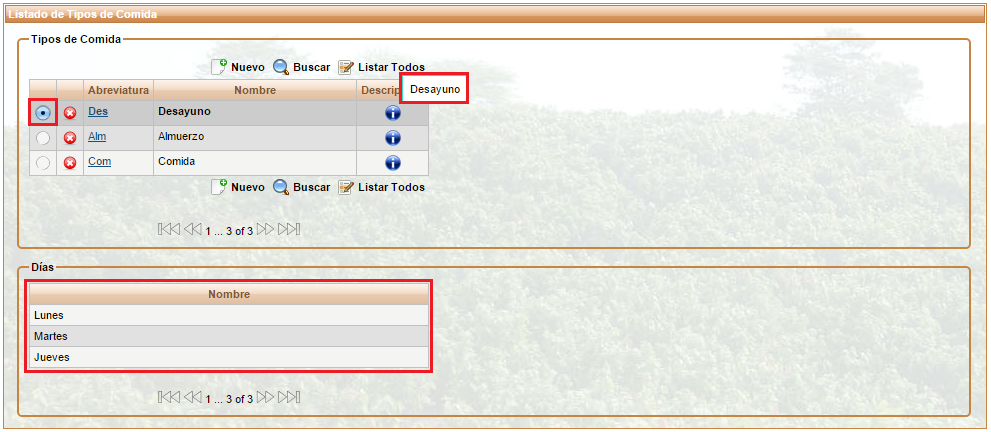 Listado de Tipos de Comida
Tipos de Comida
Nuevo Buscar Listar Todos
Abreviatura Nombre Descrip Desayuno
Des Desayuno
Alm Almuerzo
Com Comida
Nuevo Buscar Listar Todos
1 ... 3 of 3
Días
Nombre
Lunes
Martes
Jueves
1 ... 3 of 3